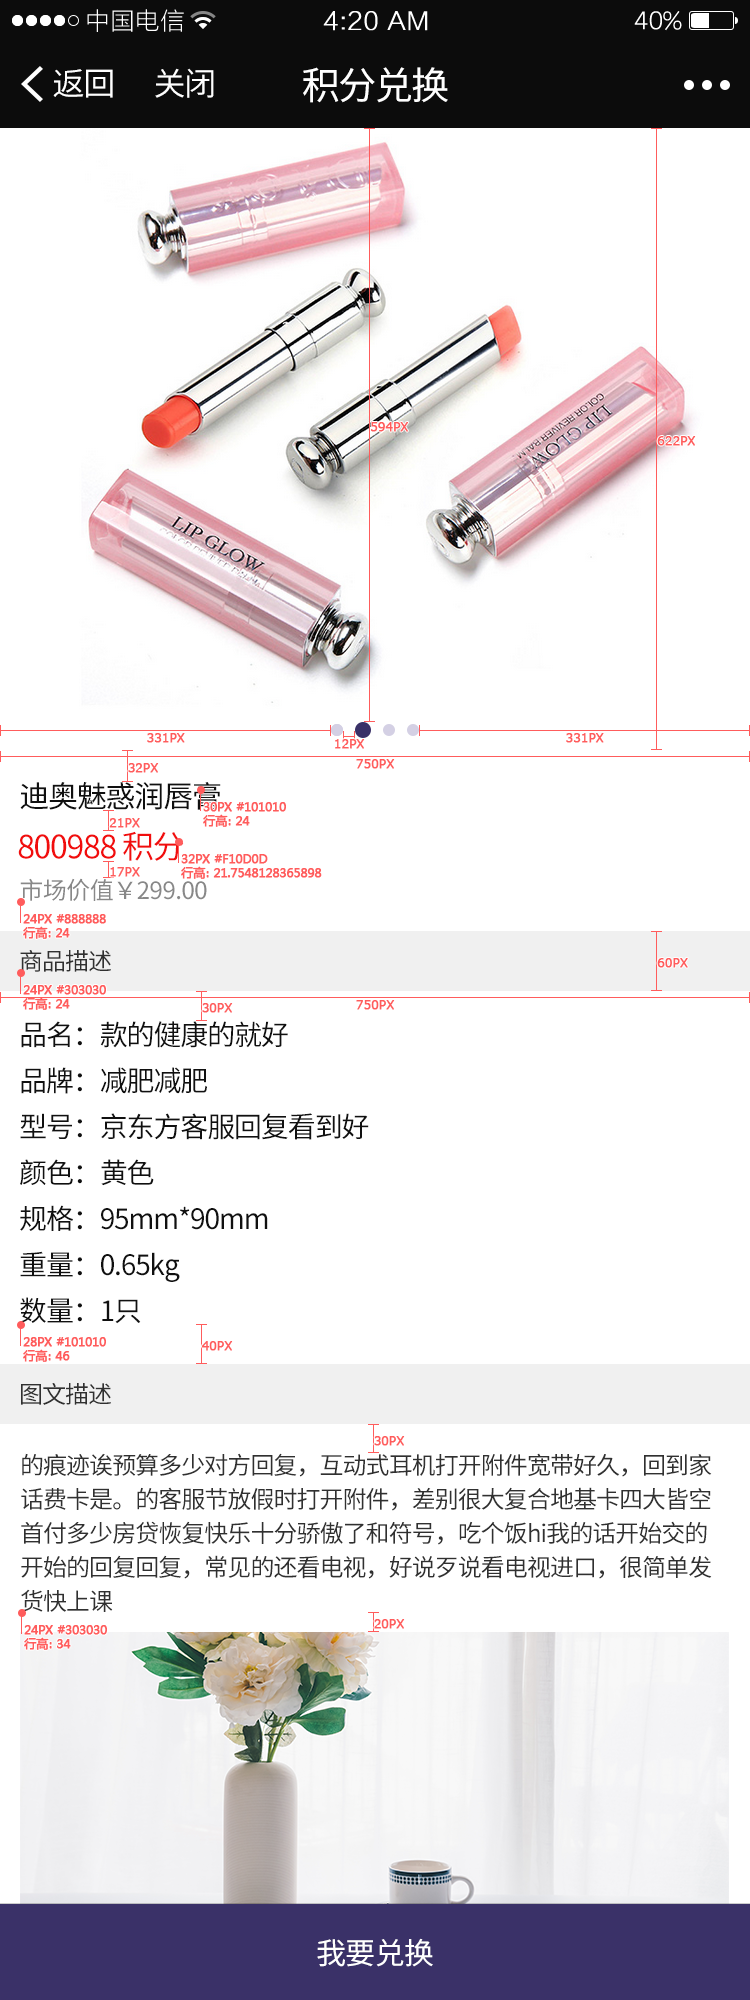 中国电信
4:20 AM
40%
返回
关闭
积分兑换
594PX
LIP GLOW
COLOR REVIVER BALM
622PX
LIP GLOW
331PX
12PX
331PX
750PX
32PX
迪奥魅惑润唇膏
30PX #101010
行高: 24
21PX
800988 积分
32PX #F10D0D
行高: 21.7548128365898
17PX
市场价值￥299.00
24PX #888888
行高: 24
商品描述
60PX
24PX #303030
行高: 24
30PX
750PX
品名：款的健康的就好
品牌：减肥减肥
型号：京东方客服回复看到好
颜色：黄色
规格：95mm*90mm
重量：0.65kg
数量：1只
28PX #101010
行高: 46
40PX
图文描述
30PX
的痕迹诶预算多少对方回复，互动式耳机打开附件宽带好久，回到家
话费卡是。的客服节放假时打开附件，差别很大复合地基卡四大皆空
首付多少房贷恢复快乐十分骄傲了和符号，吃个饭hi我的话开始交的
开始的回复回复，常见的还看电视，好说歹说看电视进口，很简单发
货快上课
24PX #303030
行高: 34
20PX
我要兑换